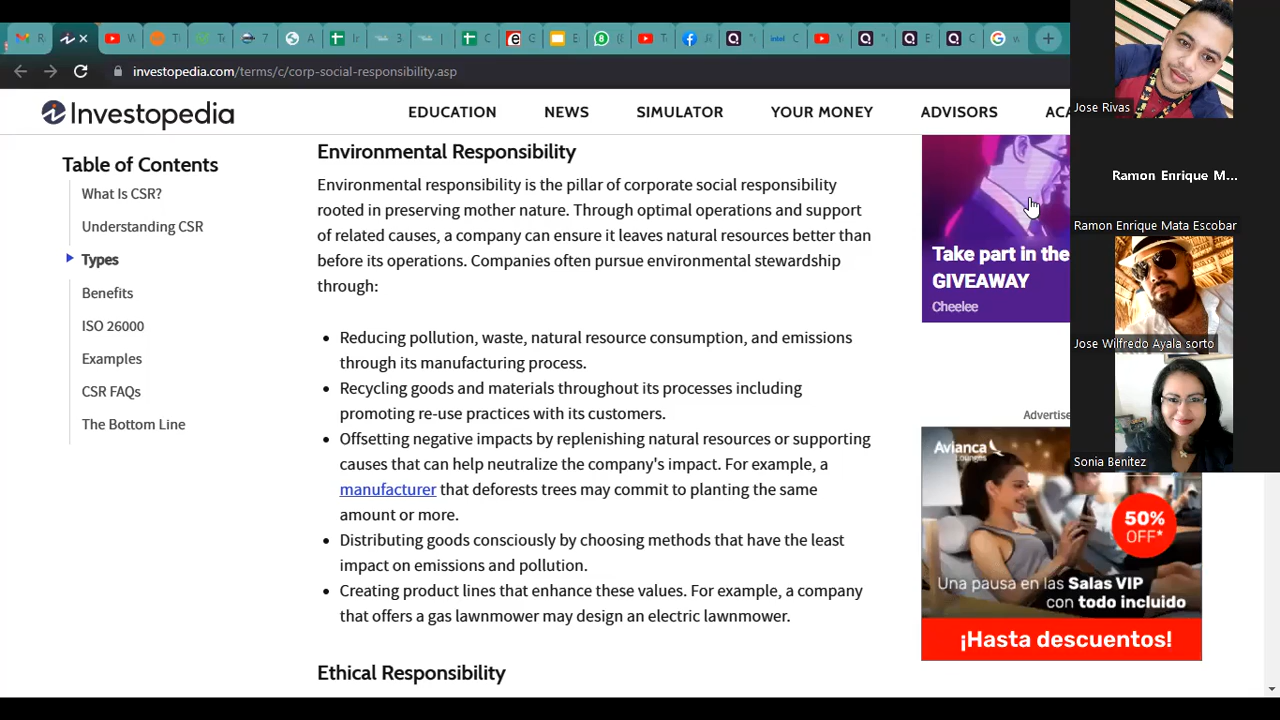 investopedia.com/terms/c/corp-social-responsibility.asp
Investopedia
EDUCATION
NEWS
SIMULATOR
YOUR MONEY
ADVISORS
Table of Contents
What Is CSR?
Understanding CSR
Types
Benefits
ISO 26000
Examples
CSR FAQs
The Bottom Line
Environmental Responsibility
Environmental responsibility is the pillar of corporate social responsibility
rooted in preserving mother nature. Through optimal operations and support
of related causes, a company can ensure it leaves natural resources better than
before its operations. Companies often pursue environmental stewardship
through:
Reducing pollution, waste, natural resource consumption, and emissions
through its manufacturing process.
Recycling goods and materials throughout its processes including
promoting re-use practices with its customers.
Offsetting negative impacts by replenishing natural resources or supporting
causes that can help neutralize the company's impact. For example, a
manufacturer that deforests trees may commit to planting the same
amount or more.
Distributing goods consciously by choosing methods that have the least
impact on emissions and pollution.
Creating product lines that enhance these values. For example, a company
that offers a gas lawnmower may design an electric lawnmower.
Ethical Responsibility
Take part in the
GIVEAWAY
Cheelee
Avianca
Lounges
50%
OFF*
Una pausa en las Salas VIP
con todo incluido
¡Hasta descuentos!
Jose Rivas
Ramon Enrique M...
Ramon Enrique Mata Escobar
Jose Wilfredo Ayala sorto
Sonia Benitez